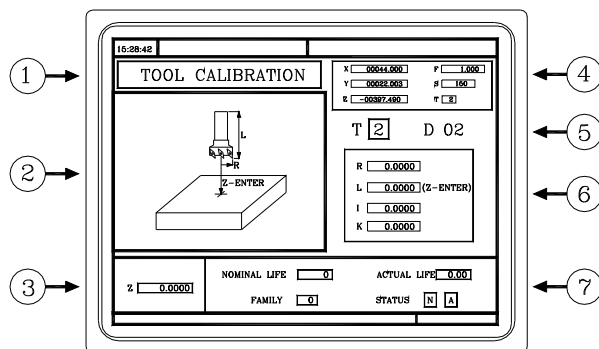 15:28:42
1 TOOL CALIBRATION
X 00044.000 F 1.000
Y 00022.003 S 160
Z -00397.490 T 2
4
T 2 D 02
5
2
L
R
Z-ENTER
R 0.0000
L 0.0000 (Z-ENTER)
I 0.0000
K 0.0000
6
3
Z 0.0000
NOMINAL LIFE 0 ACTUAL LIFE 0.00
FAMILY 0 STATUS N A
7